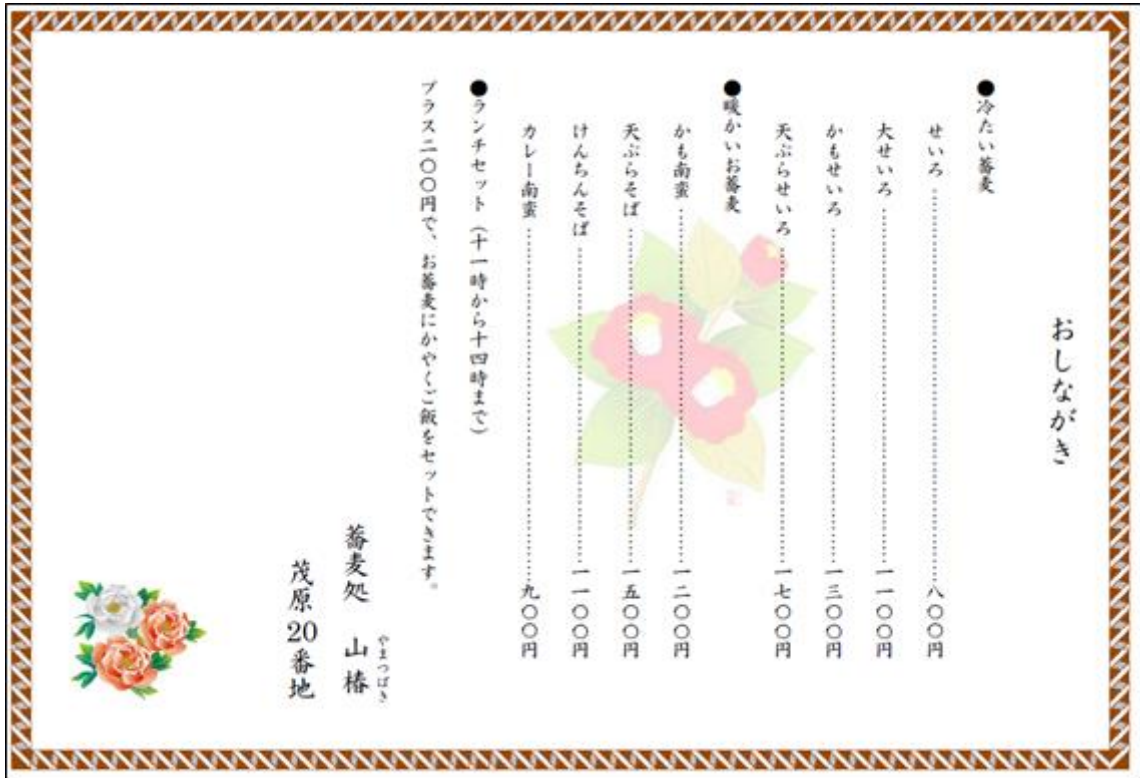 おしながき
●冷たい蕎麦
せいろ……………………八〇〇円
大せいろ……………………一一〇〇円
かもせいろ……………………一三〇〇円
天ぷらせいろ……………………一七〇〇円
●暖かいお蕎麦
かも南蛮……………………一二〇〇円
天ぷらそば……………………一五〇〇円
けんちんそば……………………一一〇〇円
カレー南蛮……………………九〇〇円
●ランチセット（十一時から十四時まで）
プラス二〇〇円で、お蕎麦にかやくご飯をセットできます。
蕎麦処　山椿
やまつばき
茂原20番地